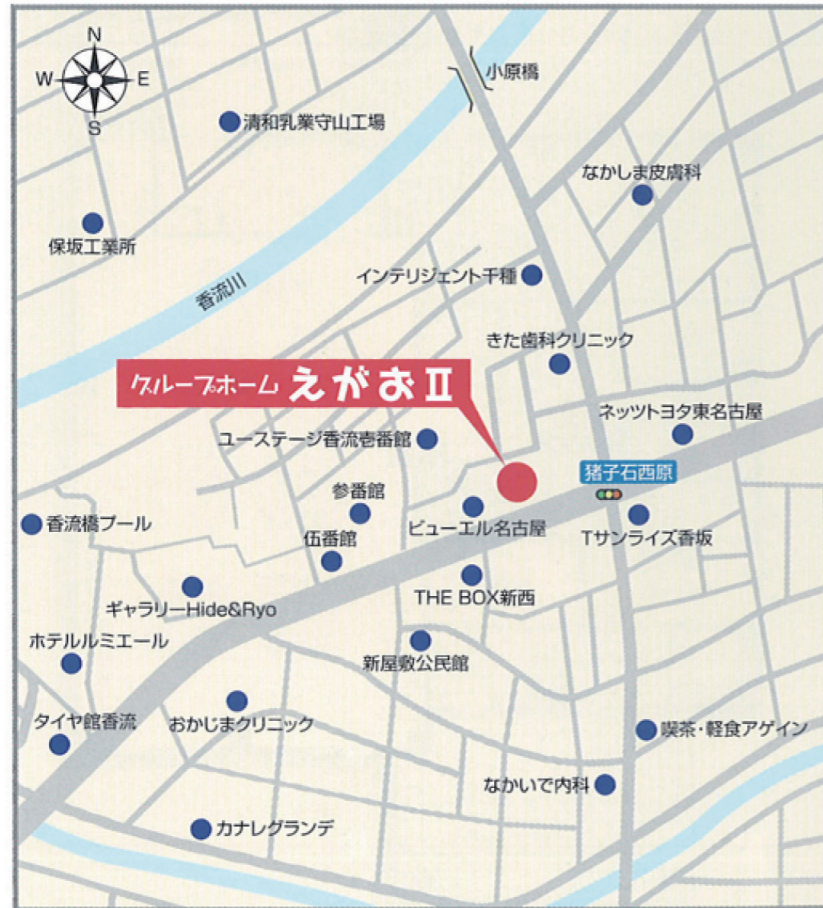 N
W E
S
小原橋
清和乳業守山工場
なかしま皮膚科
保坂工業所
インテリジェント千種
香流川
きた歯科クリニック
グループホーム えがおⅡ
ネッツトヨタ東名古屋
ユーステージ香流壱番館
猪子石西原
参番館
香流橋プール
ビューエル名古屋
Tサンライズ香坂
伍番館
THE BOX新西
ギャラリーHide&Ryo
ホテルルミエール
新屋敷公民館
タイヤ館香流
おかじまクリニック
喫茶・軽食アゲイン
なかいで内科
カナレグランデ